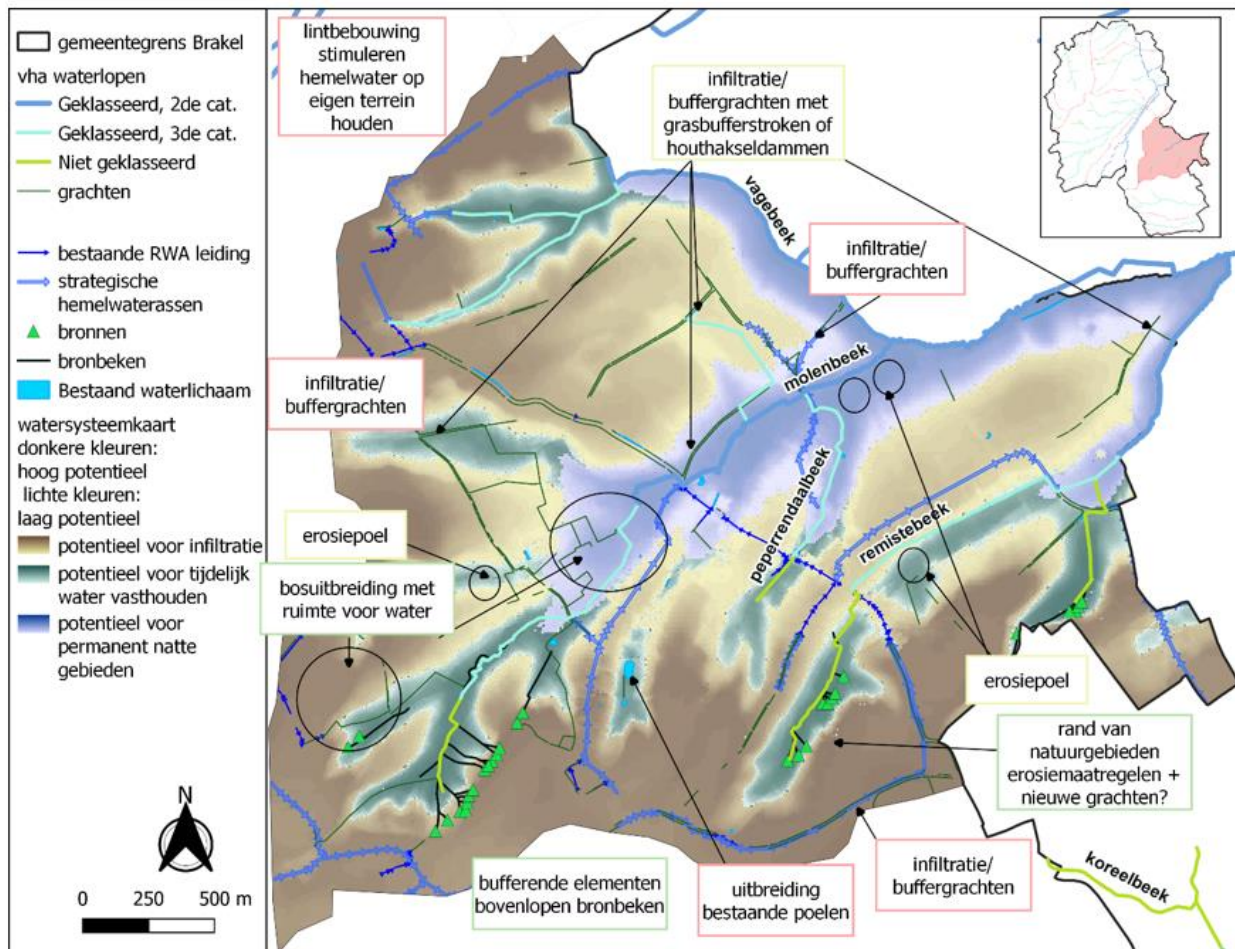 gemeentegrens Brakel
vha waterlopen
Geklasseerd, 2de cat.
Geklasseerd, 3de cat.
Niet geklasseerd
grachten
bestaande RWA leiding
strategische
hemelwaterassen
bronnen
bronbeken
Bestaand waterlichaam
watersysteemkaart
donkere kleuren:
hoog potentieel
lichte kleuren:
laag potentieel
potentieel voor infiltratie
potentieel voor tijdelijk
water vasthouden
potentieel voor
permanent natte
gebieden
N
0 250 500 m
lintbebouwing
stimuleren
hemelwater op
eigen terrein
houden
infiltratie/
buffergrachten met
grasbufferstroken of
houthakseldammen
vagebeek
infiltratie/
buffergrachten
molenbeek
infiltratie/
buffergrachten
peperrendaalbeek
remistebeek
erosiepoel
bosuitbreiding met
ruimte voor water
erosiepoel
rand van
natuurgebieden
erosiemaatregelen +
nieuwe grachten?
bufferende elementen
bovenlopen bronbeken
uitbreiding
bestaande poelen
infiltratie/
buffergrachten
koreelbeek